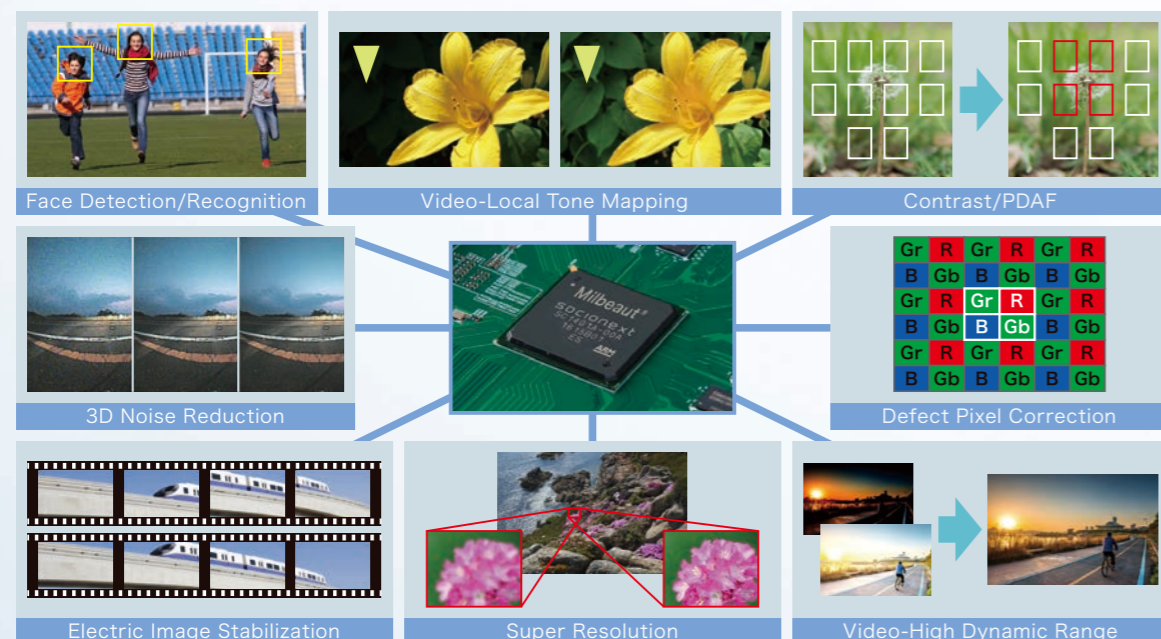 Face Detection/Recognition
Video-Local Tone Mapping
Contrast/PDAF
Milbeaut®
socionext
ES
ARM
Gr R Gr R Gr R
B Gb B Gb B Gb
Gr R Gr R Gr R
B Gb B Gb B Gb
Gr R Gr R Gr R
B Gb B Gb B Gb
3D Noise Reduction
Defect Pixel Correction
Electric Image Stabilization
Super Resolution
Video-High Dynamic Range